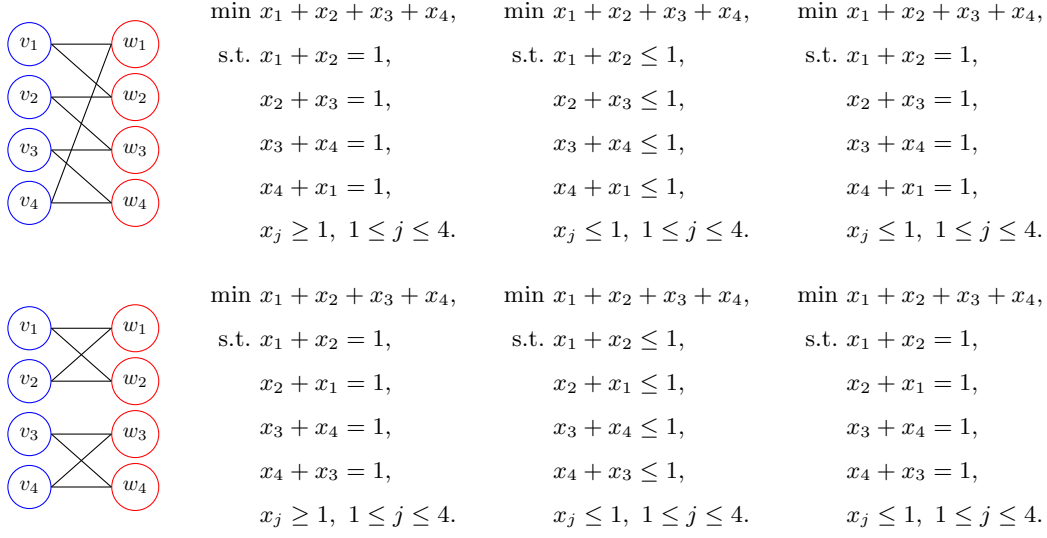 v₁ w₁
v₂ w₂
v₃ w₃
v₄ w₄
min x₁ + x₂ + x₃ + x₄,
s.t. x₁ + x₂ = 1,
x₂ + x₃ = 1,
x₃ + x₄ = 1,
x₄ + x₁ = 1,
x_j ≥ 1, 1 ≤ j ≤ 4.
min x₁ + x₂ + x₃ + x₄,
s.t. x₁ + x₂ ≤ 1,
x₂ + x₃ ≤ 1,
x₃ + x₄ ≤ 1,
x₄ + x₁ ≤ 1,
x_j ≤ 1, 1 ≤ j ≤ 4.
min x₁ + x₂ + x₃ + x₄,
s.t. x₁ + x₂ = 1,
x₂ + x₃ = 1,
x₃ + x₄ = 1,
x₄ + x₁ = 1,
x_j ≤ 1, 1 ≤ j ≤ 4.
v₁ w₁
v₂ w₂
v₃ w₃
v₄ w₄
min x₁ + x₂ + x₃ + x₄,
s.t. x₁ + x₂ = 1,
x₂ + x₁ = 1,
x₃ + x₄ = 1,
x₄ + x₃ = 1,
x_j ≥ 1, 1 ≤ j ≤ 4.
min x₁ + x₂ + x₃ + x₄,
s.t. x₁ + x₂ ≤ 1,
x₂ + x₁ ≤ 1,
x₃ + x₄ ≤ 1,
x₄ + x₃ ≤ 1,
x_j ≤ 1, 1 ≤ j ≤ 4.
min x₁ + x₂ + x₃ + x₄,
s.t. x₁ + x₂ = 1,
x₂ + x₁ = 1,
x₃ + x₄ = 1,
x₄ + x₃ = 1,
x_j ≤ 1, 1 ≤ j ≤ 4.